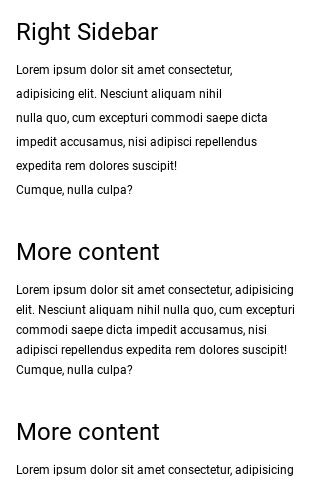 Right Sidebar
Lorem ipsum dolor sit amet consectetur,
adipisicing elit. Nesciunt aliquam nihil
nulla quo, cum excepturi commodi saepe dicta
impedit accusamus, nisi adipisci repellendus
expedita rem dolores suscipit!
Cumque, nulla culpa?
More content
Lorem ipsum dolor sit amet consectetur, adipisicing
elit. Nesciunt aliquam nihil nulla quo, cum excepturi
commodi saepe dicta impedit accusamus, nisi
adipisci repellendus expedita rem dolores suscipit!
Cumque, nulla culpa?
More content
Lorem ipsum dolor sit amet consectetur, adipisicing